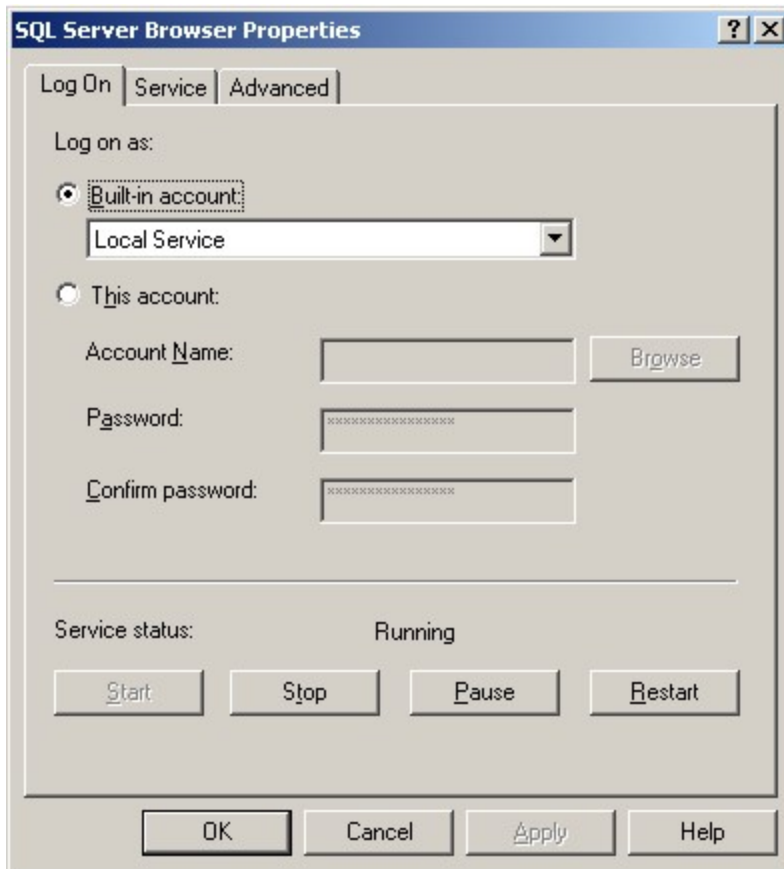 SQL Server Browser Properties
Log On Service Advanced
Log on as:
Built-in account:
Local Service
This account:
Account Name:
Browse
Password:
****************
Confirm password:
****************
Service status: Running
Start Stop Pause Restart
OK Cancel Apply Help